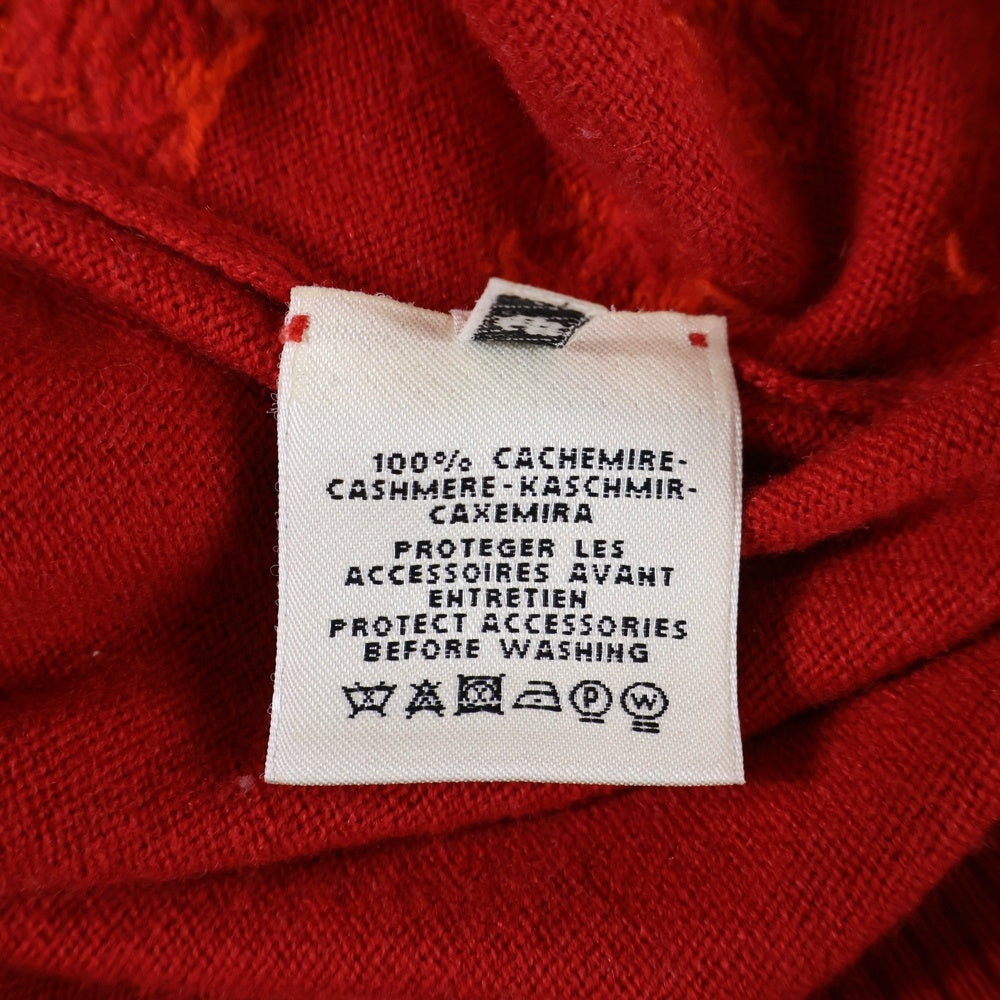 100% CACHEMIRE-
CASHMERE-KASCHMIR-
CAXEMIRA
PROTEGER LES
ACCESSOIRES AVANT
ENTRETIEN
PROTECT ACCESSORIES
BEFORE WASHING
P W